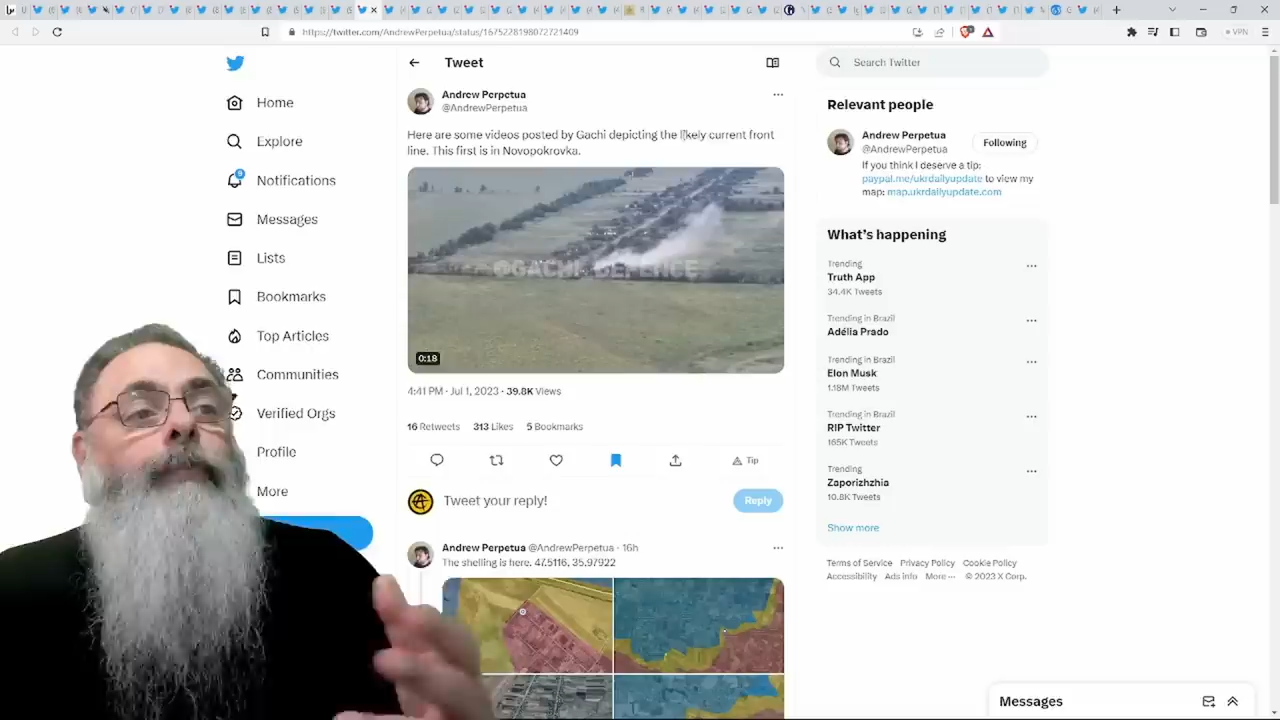 https://twitter.com/AndrewPerpetua/status/1675228198072721409
VPN
Home
Explore
9
Notifications
Messages
Lists
Bookmarks
Top Articles
Communities
Verified Orgs
Profile
More
Tweet
Andrew Perpetua
@AndrewPerpetua
Here are some videos posted by Gachi depicting the likely current front
line. This first is in Novopokrovka.
@GACHI_DEFENCE
0:18
4:41 PM · Jul 1, 2023 · 39.8K Views
16 Retweets 313 Likes 5 Bookmarks
Tip
Tweet your reply!
Reply
Andrew Perpetua @AndrewPerpetua · 16h
The shelling is here. 47.5116, 35.97922
Search Twitter
Relevant people
Andrew Perpetua
@AndrewPerpetua
Following
If you think I deserve a tip:
paypal.me/ukrdailyupdate to view my
map: map.ukrdailyupdate.com
What's happening
Trending
Truth App
34.4K Tweets
Trending in Brazil
Adélia Prado
Trending in Brazil
Elon Musk
1.18M Tweets
Trending in Brazil
RIP Twitter
165K Tweets
Trending
Zaporizhzhia
10.8K Tweets
Show more
Terms of Service Privacy Policy Cookie Policy
Accessibility Ads info More ··· © 2023 X Corp.
Messages